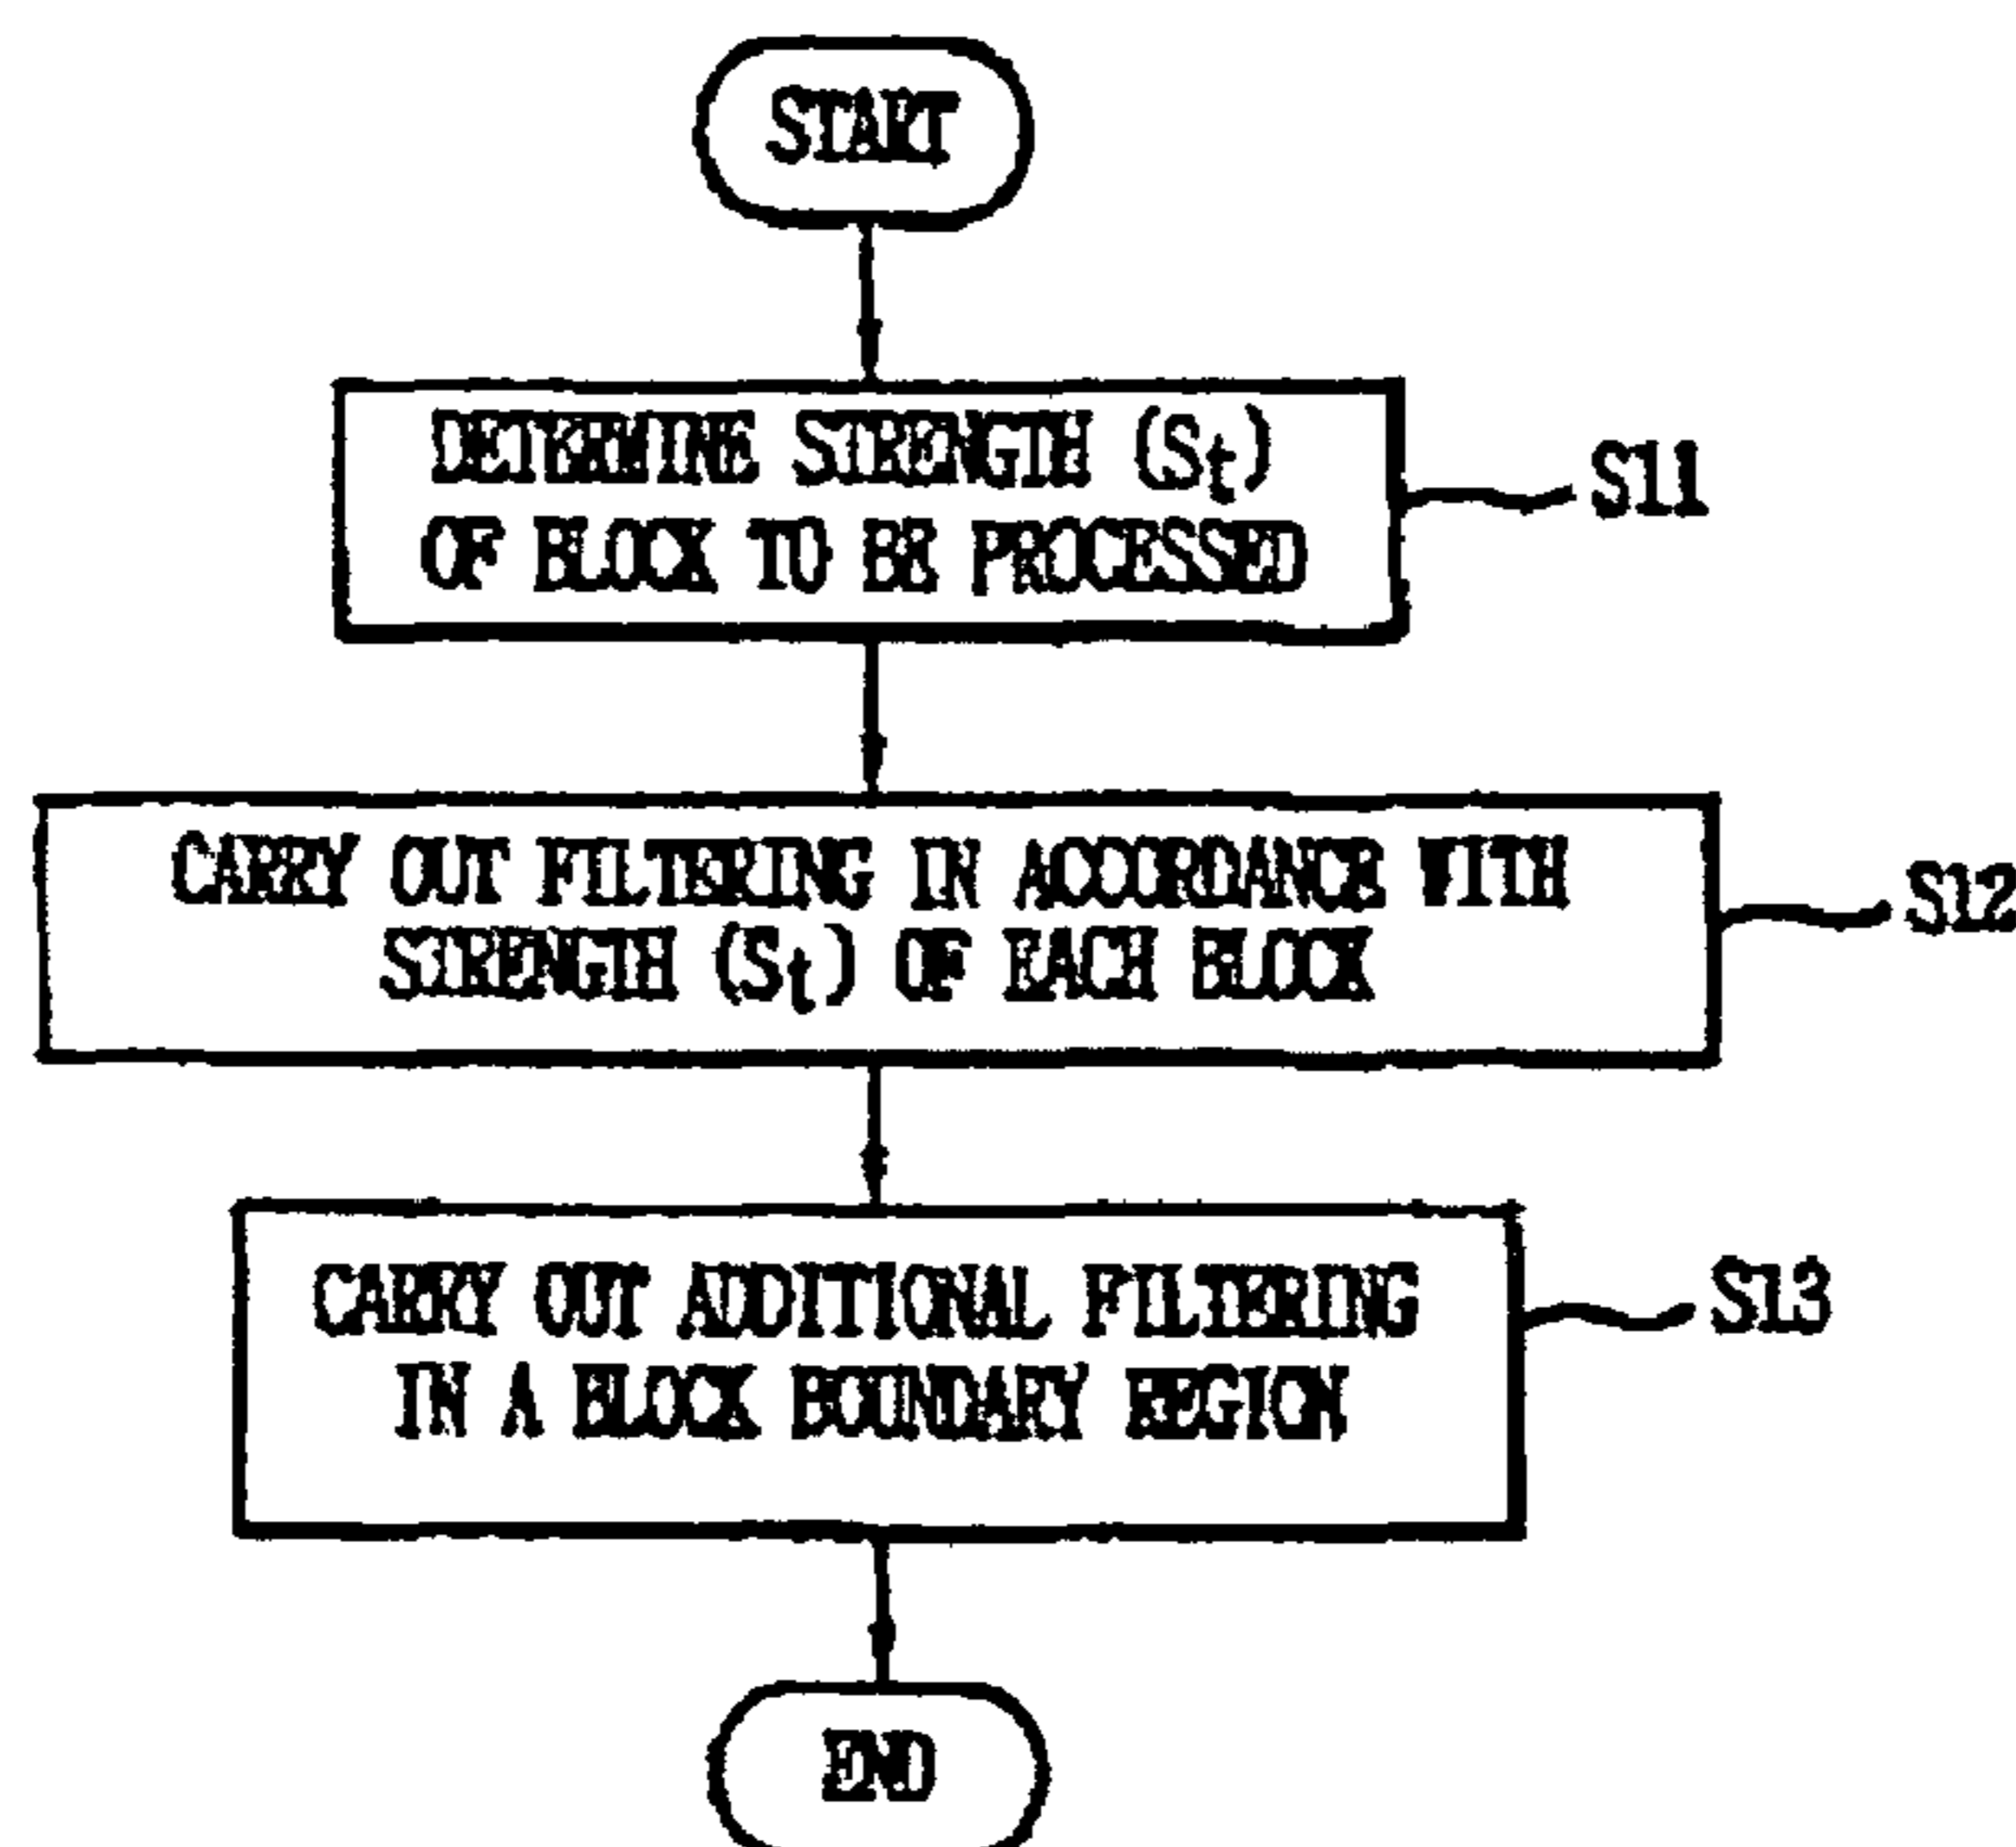 START
DETERMINE STRENGTH (St)
OF BLOCK TO BE PROCESSED
S11
CARRY OUT FILTERING IN ACCORDANCE WITH
STRENGTH (St) OF EACH BLOCK
S12
CARRY OUT ADDITIONAL FILTERING
IN A BLOCK BOUNDARY REGION
S13
END